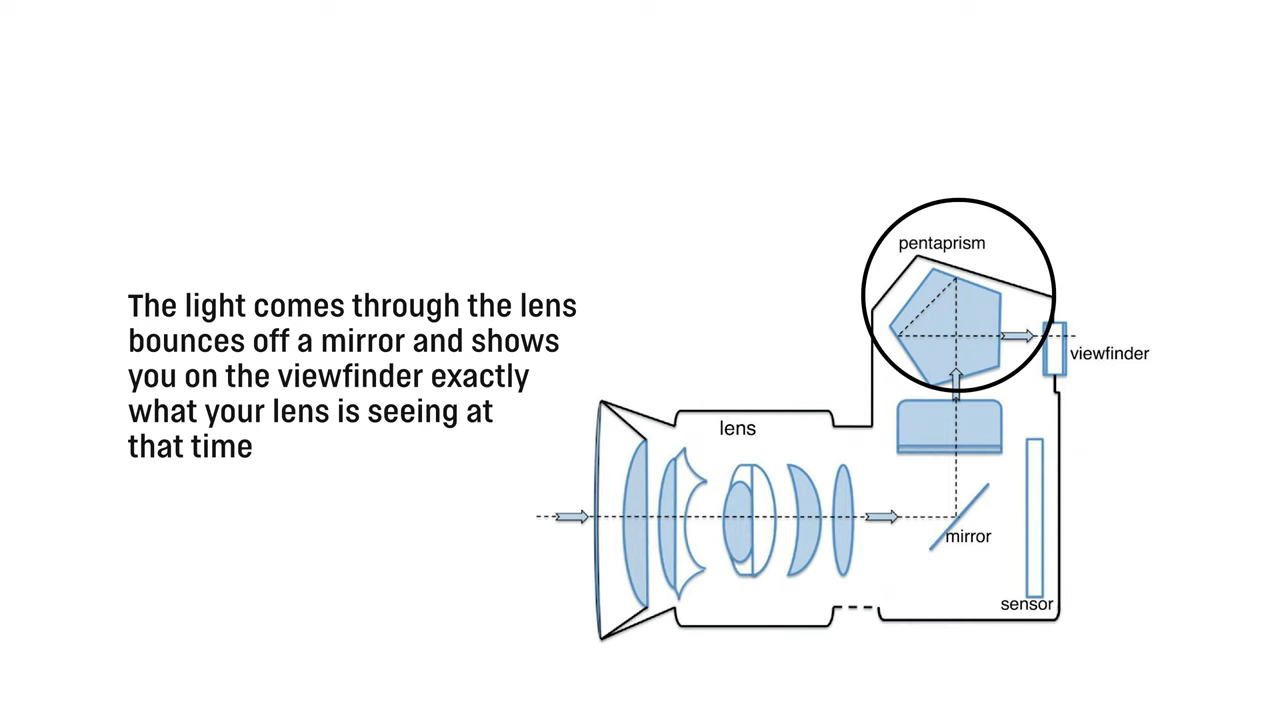 The light comes through the lens
bounces off a mirror and shows
you on the viewfinder exactly
what your lens is seeing at
that time
pentaprism
viewfinder
lens
mirror
sensor